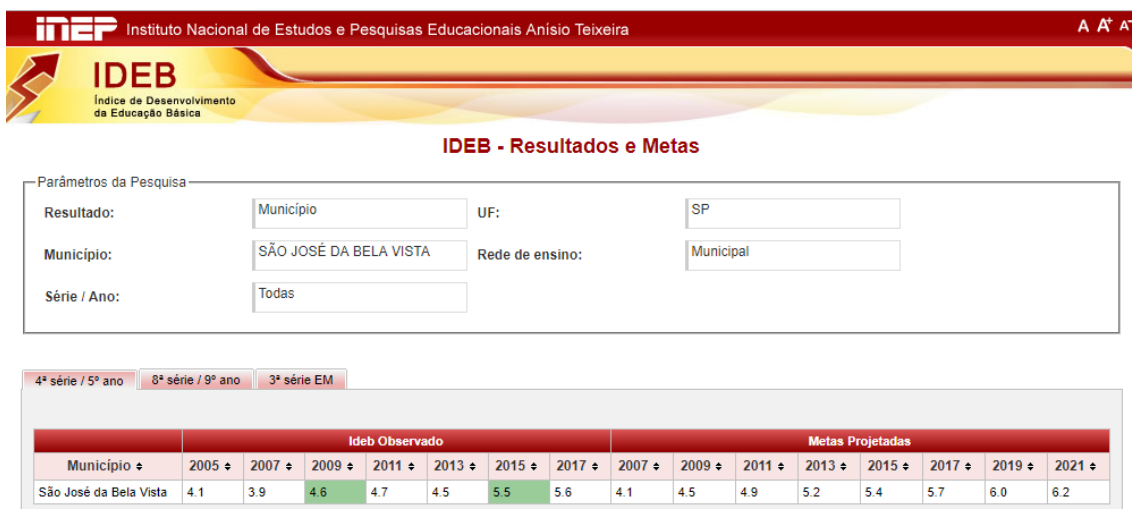 inep Instituto Nacional de Estudos e Pesquisas Educacionais Anísio Teixeira A A+ A-
IDEB
Índice de Desenvolvimento
da Educação Básica
IDEB - Resultados e Metas
Parâmetros da Pesquisa
Resultado: Município UF: SP
Município: SÃO JOSÉ DA BELA VISTA Rede de ensino: Municipal
Série / Ano: Todas
4ª série / 5º ano 8ª série / 9º ano 3ª série EM
Ideb Observado Metas Projetadas
Município 2005 2007 2009 2011 2013 2015 2017 2007 2009 2011 2013 2015 2017 2019 2021
São José da Bela Vista 4.1 3.9 4.6 4.7 4.5 5.5 5.6 4.1 4.5 4.9 5.2 5.4 5.7 6.0 6.2